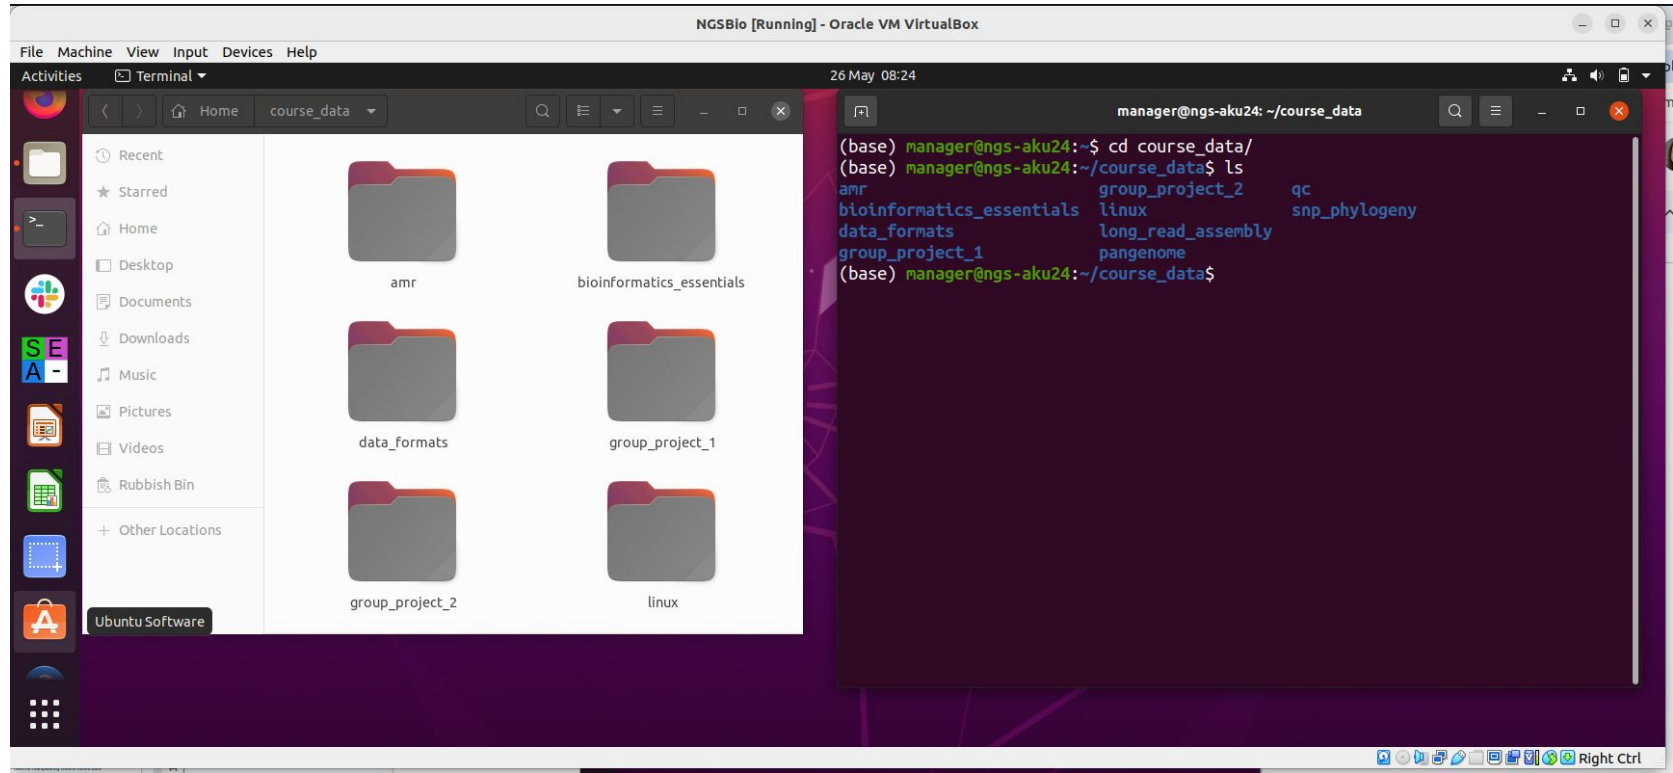 NGSBio [Running] - Oracle VM VirtualBox
File Machine View Input Devices Help
Activities Terminal 26 May 08:24
Home course_data
Recent
Starred
Home
Desktop
Documents
Downloads
Music
Pictures
Videos
Rubbish Bin
+ Other Locations
amr bioinformatics_essentials
data_formats group_project_1
group_project_2 linux
S E
A -
Ubuntu Software
manager@ngs-aku24: ~/course_data
(base) manager@ngs-aku24:~$ cd course_data/
(base) manager@ngs-aku24:~/course_data$ ls
amr group_project_2 qc
bioinformatics_essentials linux snp_phylogeny
data_formats long_read_assembly
group_project_1 pangenome
(base) manager@ngs-aku24:~/course_data$
Right Ctrl